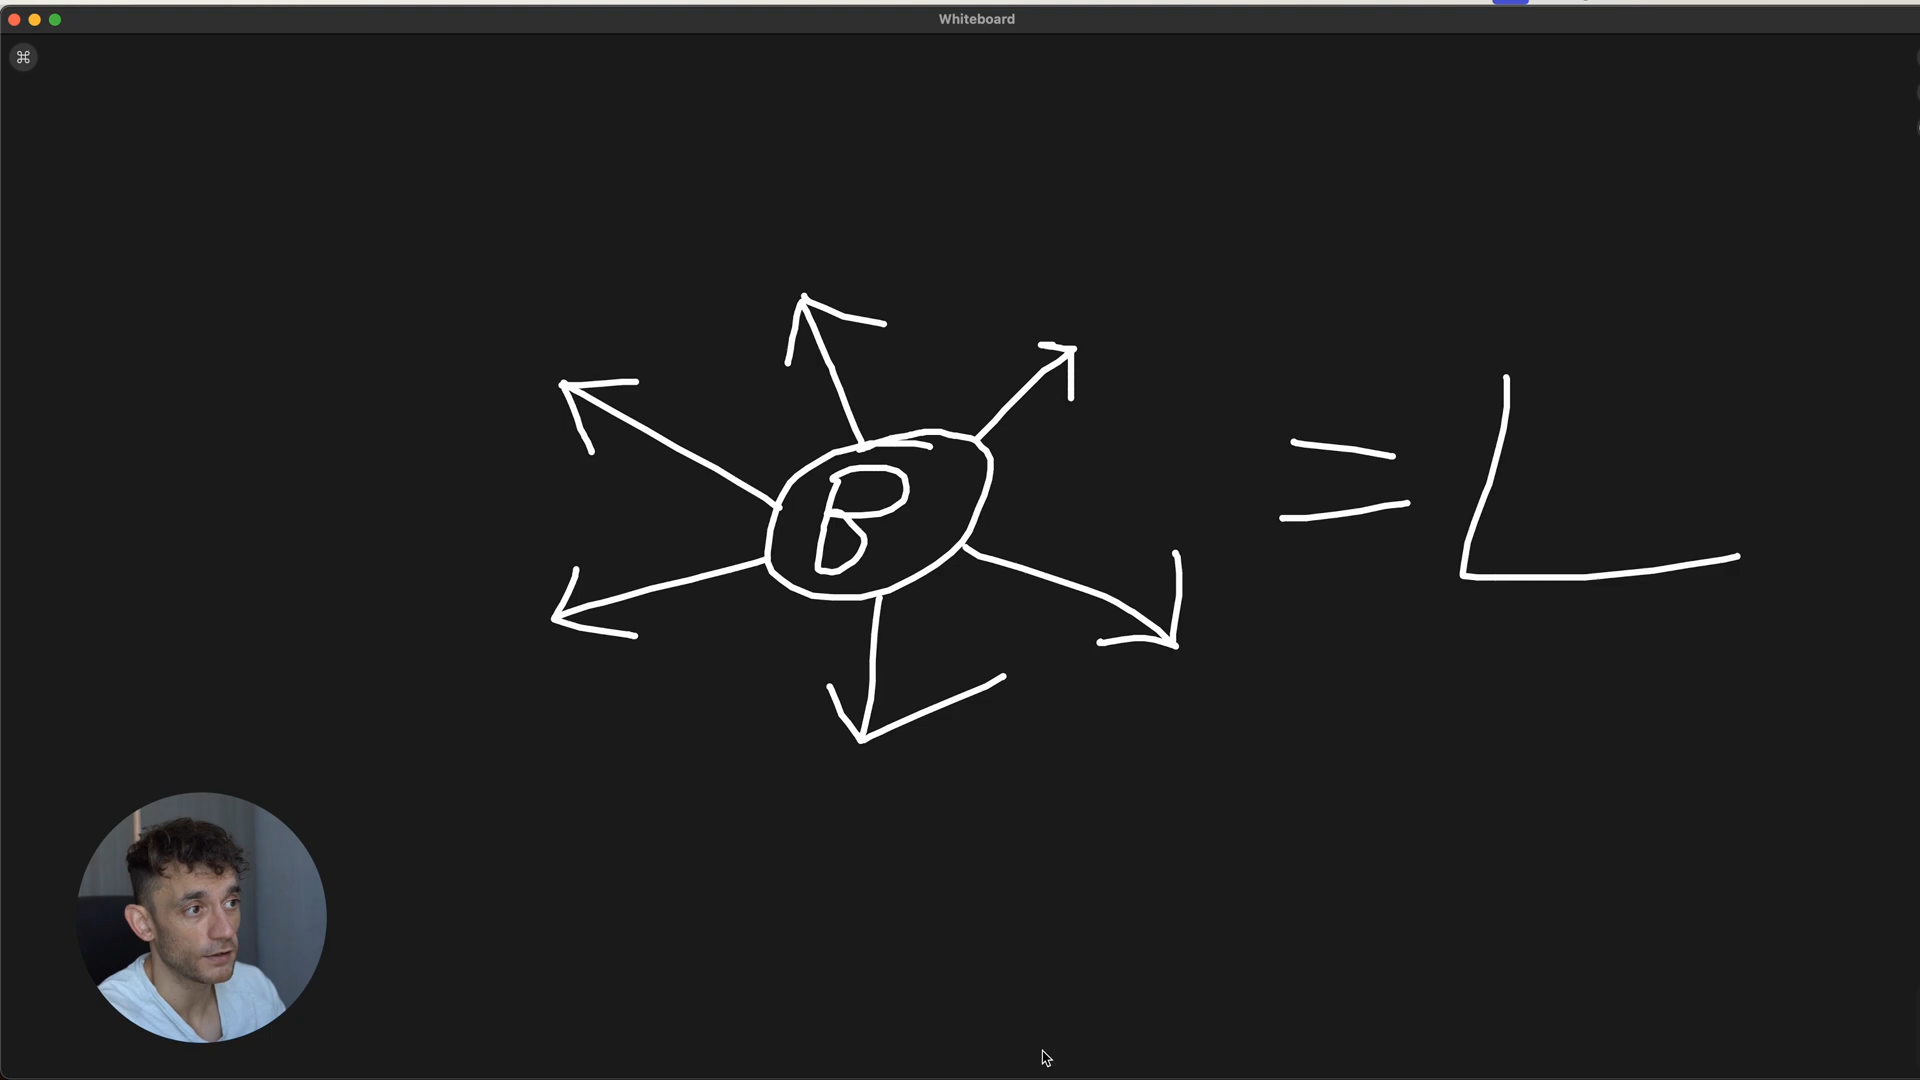 Whiteboard
⌘
B = L